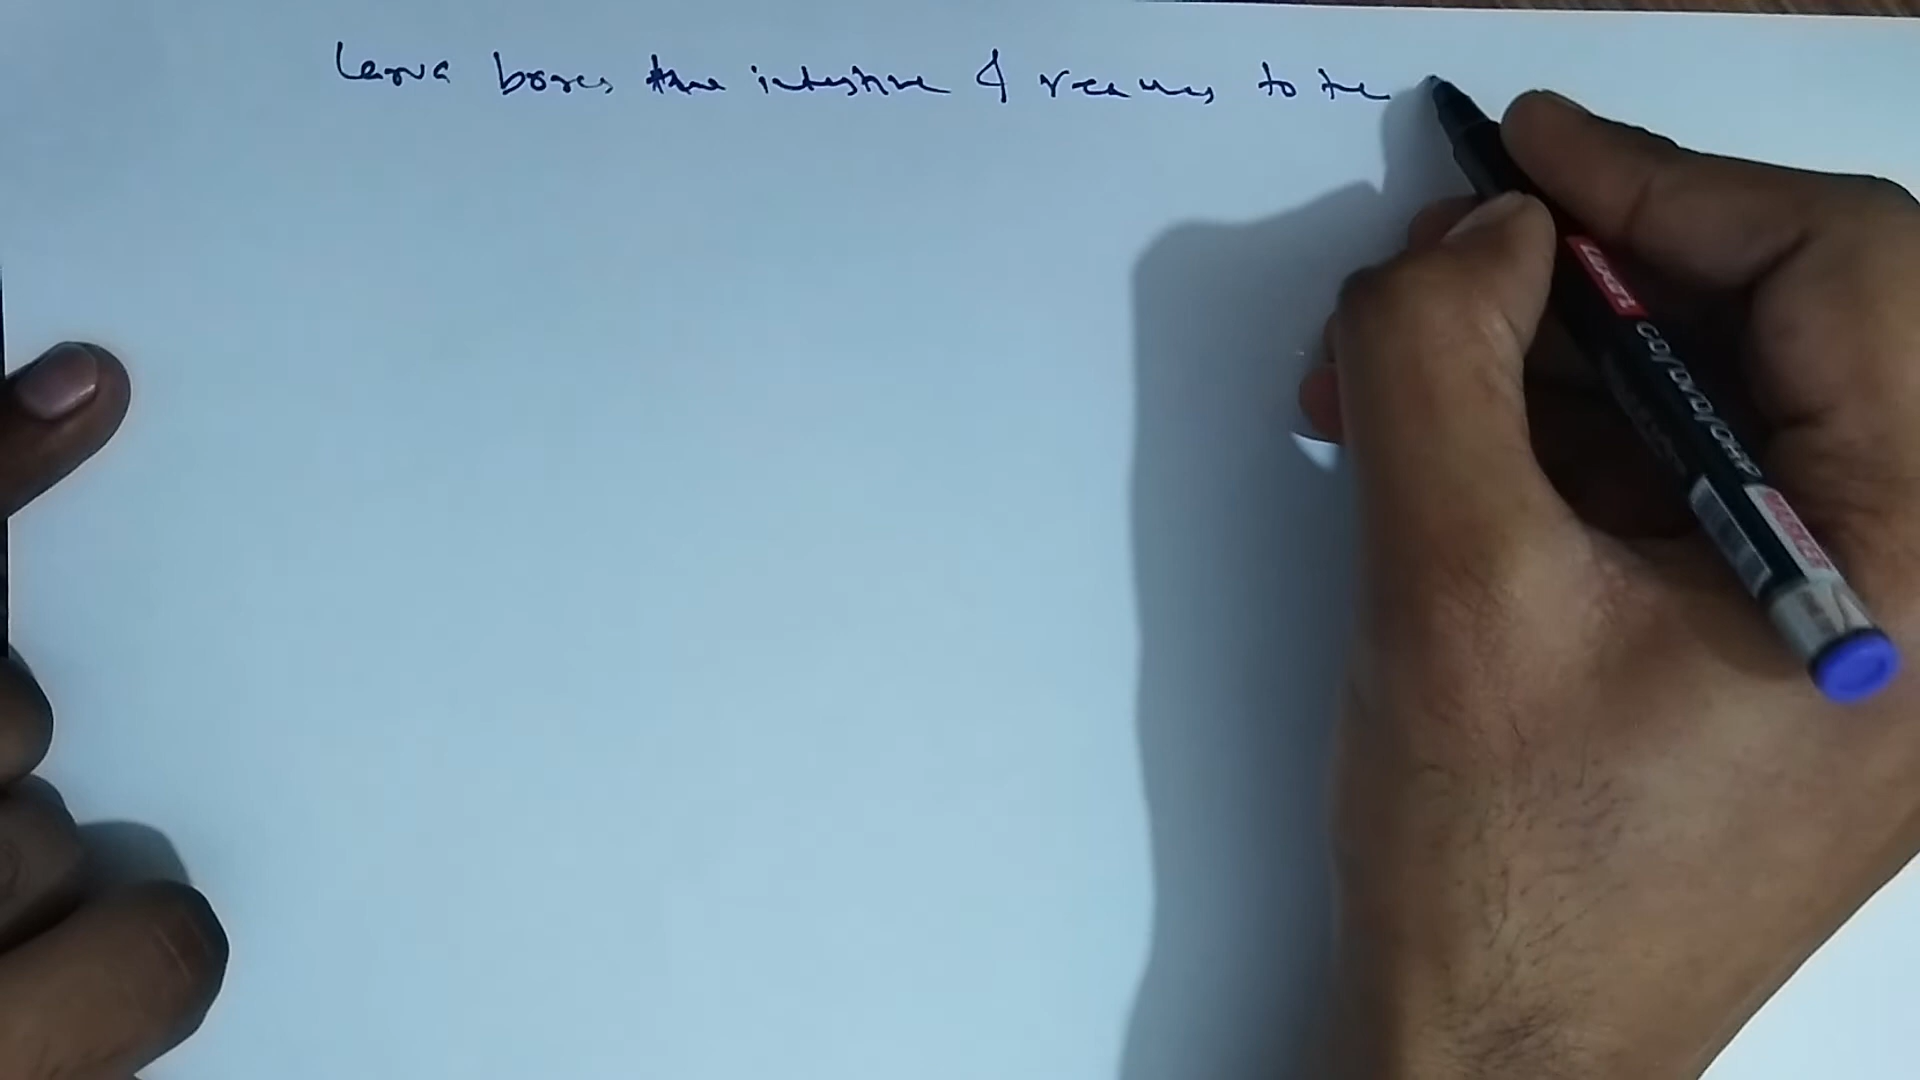 Larva bores the intestine & reaches to the
CD/DVD/OHP